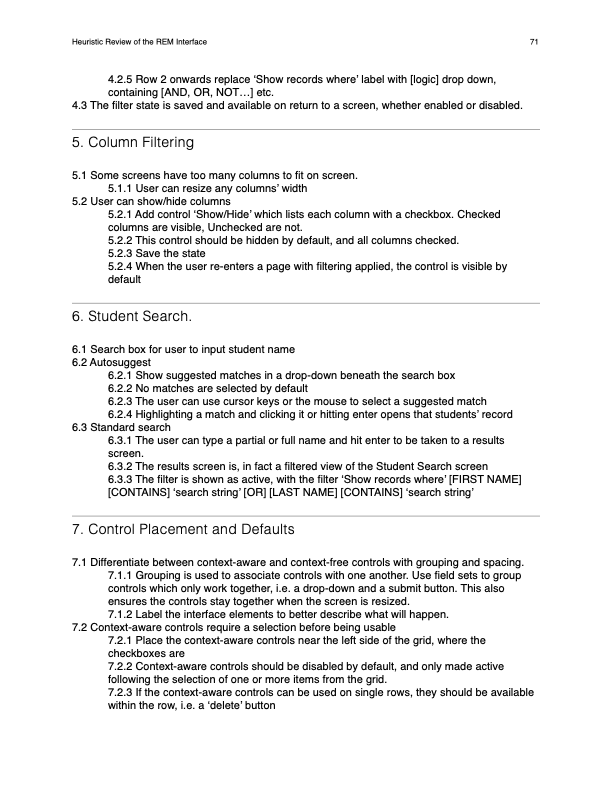 Heuristic Review of the REM Interface 71
4.2.5 Row 2 onwards replace ‘Show records where’ label with [logic] drop down,
containing [AND, OR, NOT…] etc.
4.3 The filter state is saved and available on return to a screen, whether enabled or disabled.
5. Column Filtering
5.1 Some screens have too many columns to fit on screen.
5.1.1 User can resize any columns’ width
5.2 User can show/hide columns
5.2.1 Add control ‘Show/Hide’ which lists each column with a checkbox. Checked
columns are visible, Unchecked are not.
5.2.2 This control should be hidden by default, and all columns checked.
5.2.3 Save the state
5.2.4 When the user re-enters a page with filtering applied, the control is visible by
default
6. Student Search.
6.1 Search box for user to input student name
6.2 Autosuggest
6.2.1 Show suggested matches in a drop-down beneath the search box
6.2.2 No matches are selected by default
6.2.3 The user can use cursor keys or the mouse to select a suggested match
6.2.4 Highlighting a match and clicking it or hitting enter opens that students’ record
6.3 Standard search
6.3.1 The user can type a partial or full name and hit enter to be taken to a results
screen.
6.3.2 The results screen is, in fact a filtered view of the Student Search screen
6.3.3 The filter is shown as active, with the filter ‘Show records where’ [FIRST NAME]
[CONTAINS] ‘search string’ [OR] [LAST NAME] [CONTAINS] ‘search string’
7. Control Placement and Defaults
7.1 Differentiate between context-aware and context-free controls with grouping and spacing.
7.1.1 Grouping is used to associate controls with one another. Use field sets to group
controls which only work together, i.e. a drop-down and a submit button. This also
ensures the controls stay together when the screen is resized.
7.1.2 Label the interface elements to better describe what will happen.
7.2 Context-aware controls require a selection before being usable
7.2.1 Place the context-aware controls near the left side of the grid, where the
checkboxes are
7.2.2 Context-aware controls should be disabled by default, and only made active
following the selection of one or more items from the grid.
7.2.3 If the context-aware controls can be used on single rows, they should be available
within the row, i.e. a ‘delete’ button